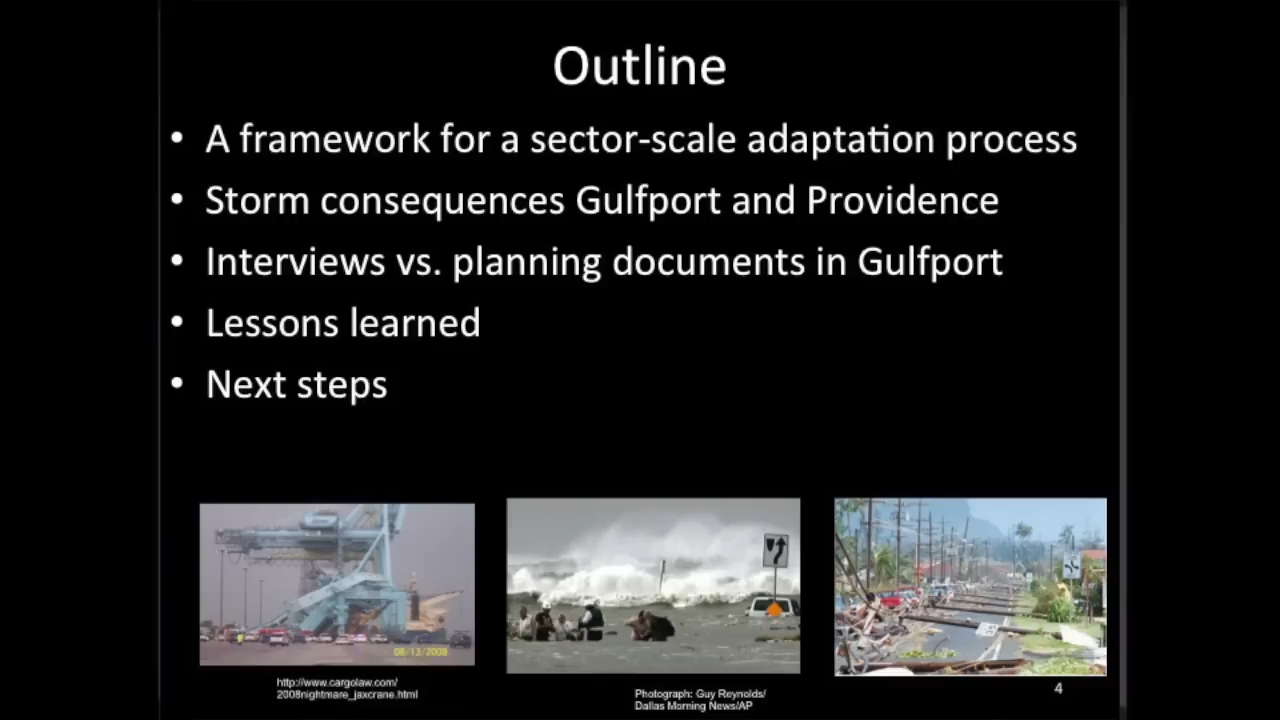 Outline
• A framework for a sector-scale adaptation process
• Storm consequences Gulfport and Providence
• Interviews vs. planning documents in Gulfport
• Lessons learned
• Next steps
06/13/2008
http://www.cargolaw.com/
2008nightmare_jaxcrane.html
Photograph: Guy Reynolds/
Dallas Morning News/AP
4